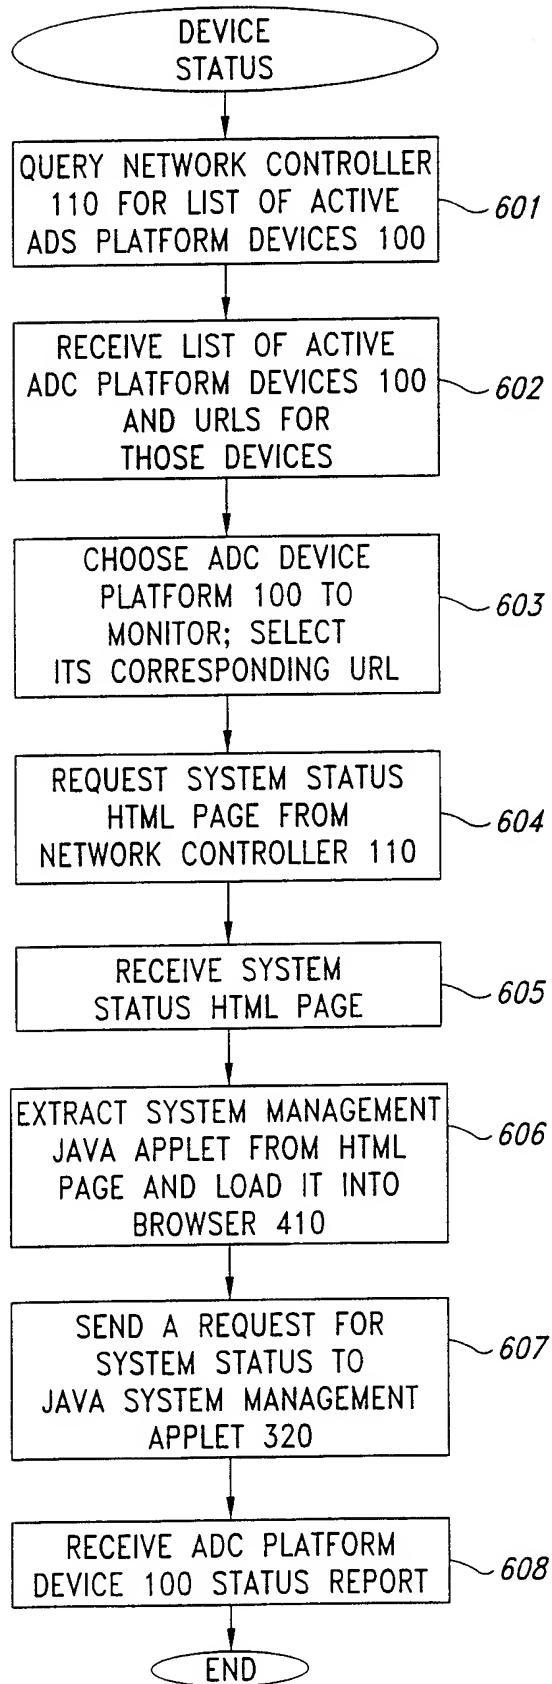 DEVICE
STATUS
QUERY NETWORK CONTROLLER
110 FOR LIST OF ACTIVE
ADS PLATFORM DEVICES 100
601
RECEIVE LIST OF ACTIVE
ADC PLATFORM DEVICES 100
AND URLS FOR
THOSE DEVICES
602
CHOOSE ADC DEVICE
PLATFORM 100 TO
MONITOR; SELECT
ITS CORRESPONDING URL
603
REQUEST SYSTEM STATUS
HTML PAGE FROM
NETWORK CONTROLLER 110
604
RECEIVE SYSTEM
STATUS HTML PAGE
605
EXTRACT SYSTEM MANAGEMENT
JAVA APPLET FROM HTML
PAGE AND LOAD IT INTO
BROWSER 410
606
SEND A REQUEST FOR
SYSTEM STATUS TO
JAVA SYSTEM MANAGEMENT
APPLET 320
607
RECEIVE ADC PLATFORM
DEVICE 100 STATUS REPORT
608
END